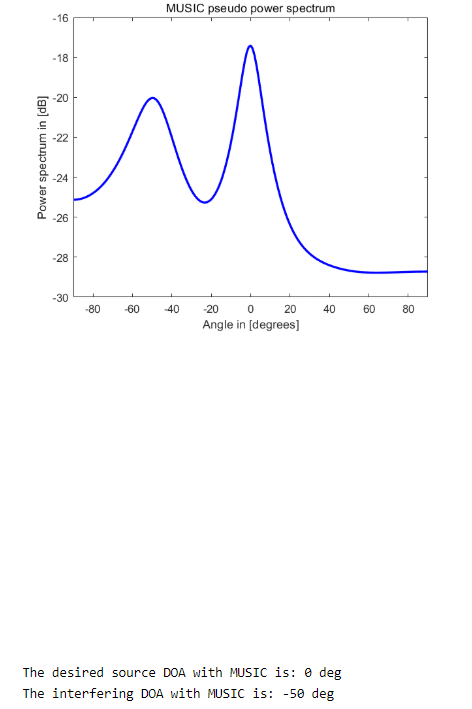 MUSIC pseudo power spectrum
-16
-18
-20
-22
-24
-26
-28
-30
Power spectrum in [dB]
-80 -60 -40 -20 0 20 40 60 80
Angle in [degrees]
The desired source DOA with MUSIC is: 0 deg
The interfering DOA with MUSIC is: -50 deg